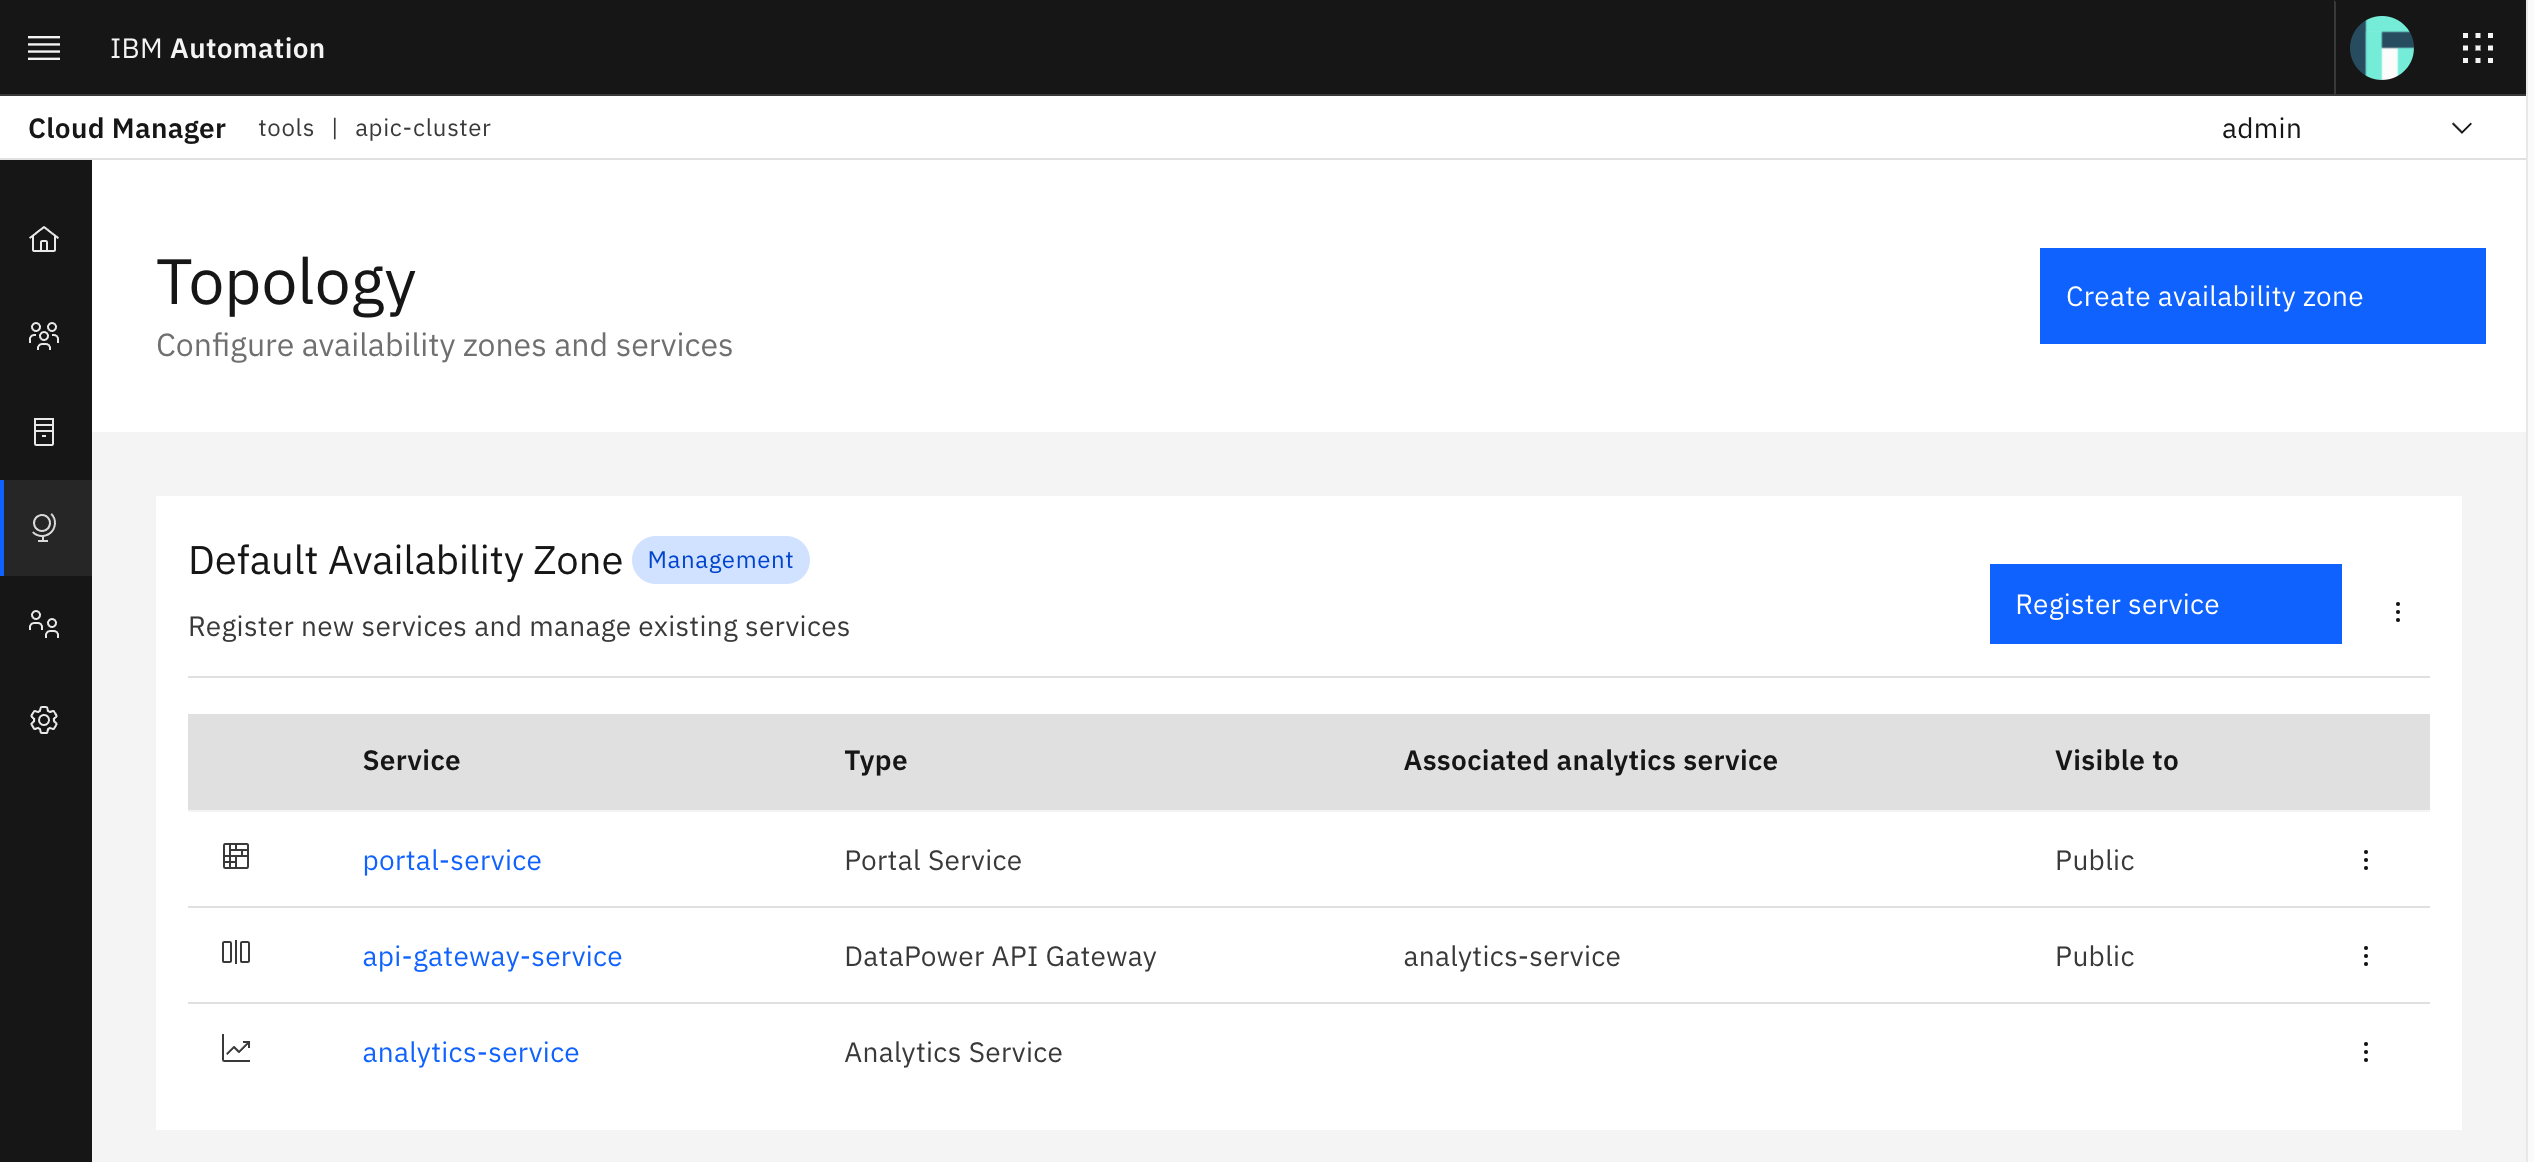 IBM Automation
Cloud Manager tools | apic-cluster admin
Topology
Create availability zone
Configure availability zones and services
Default Availability Zone Management
Register service
Register new services and manage existing services
Service Type Associated analytics service Visible to
portal-service Portal Service Public
api-gateway-service DataPower API Gateway analytics-service Public
analytics-service Analytics Service